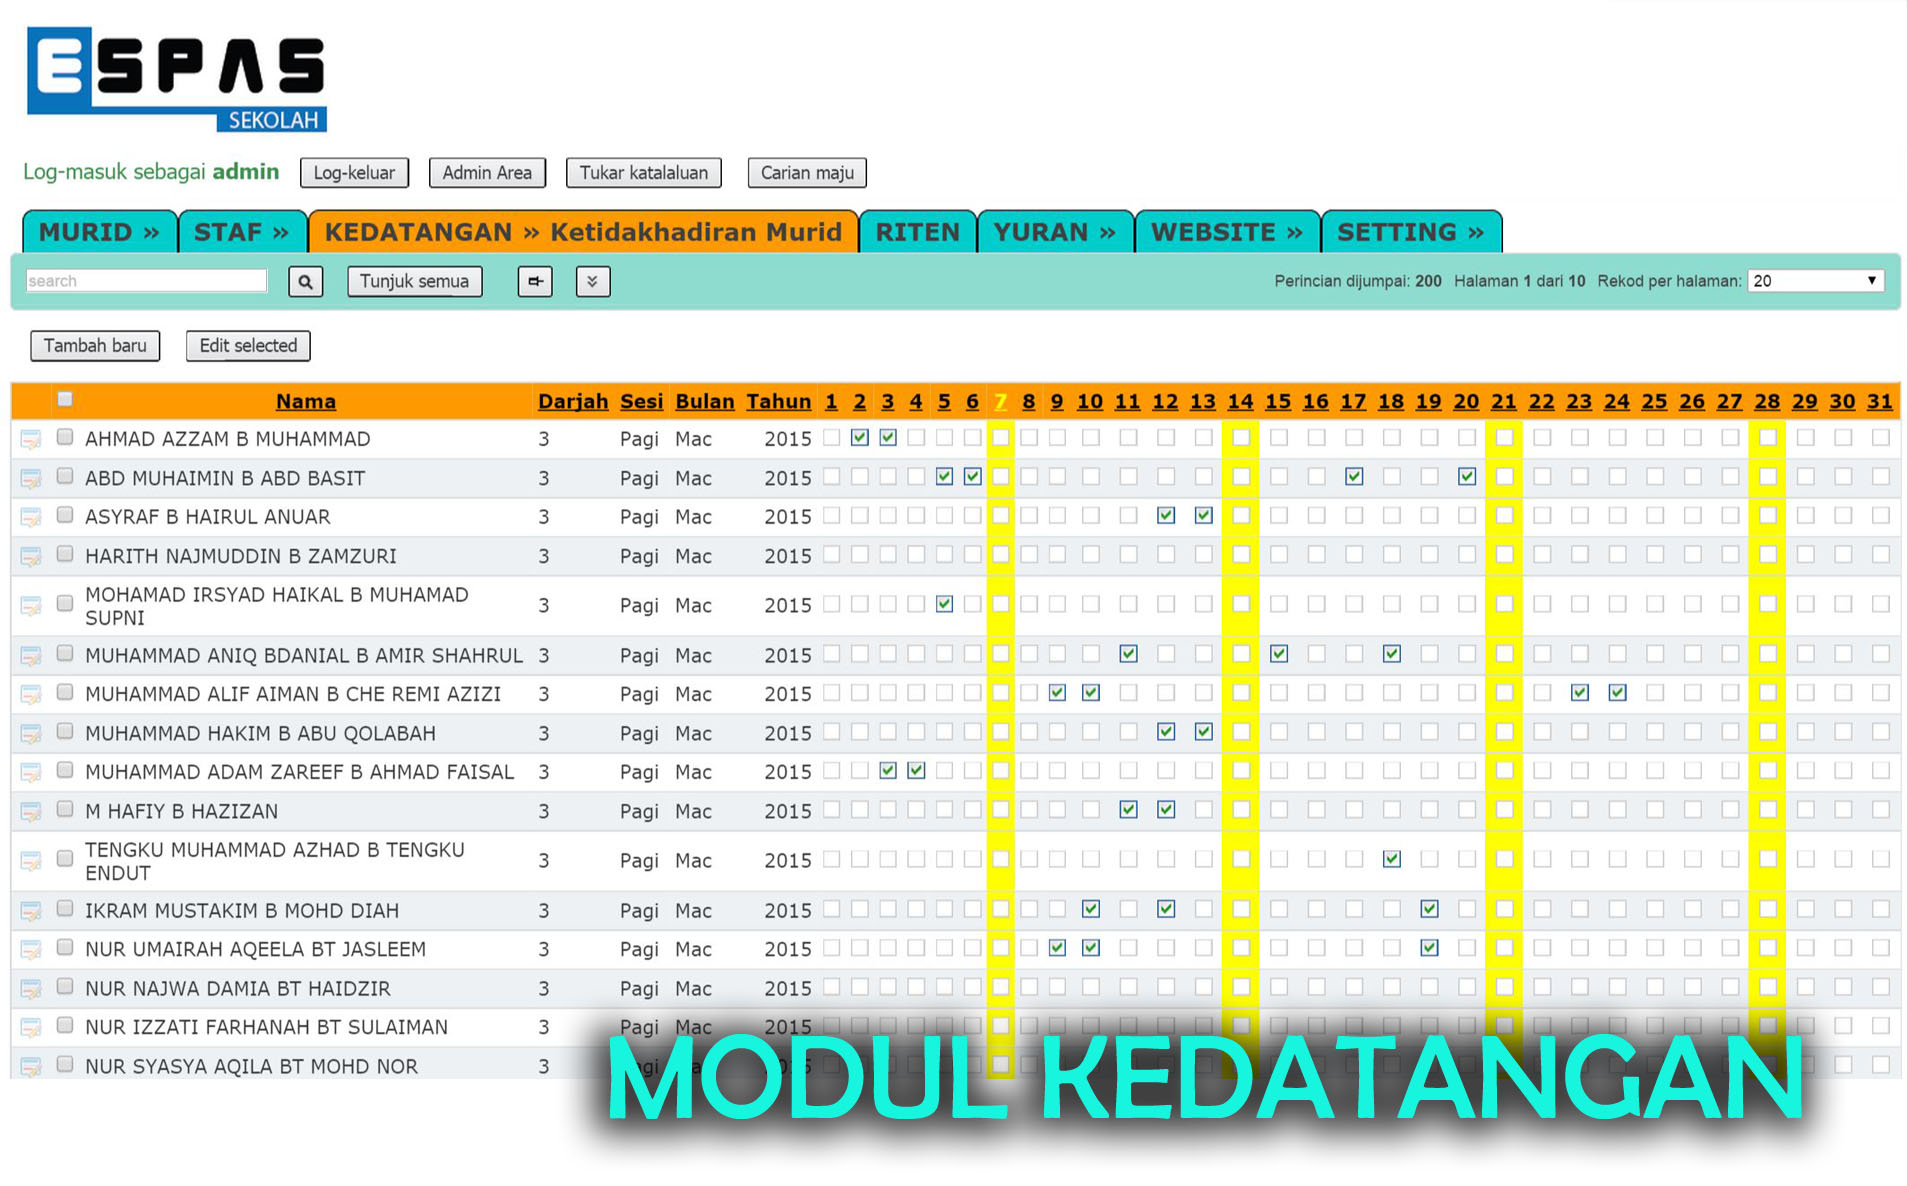 ESPAS
SEKOLAH
Log-masuk sebagai admin Log-keluar Admin Area Tukar katalaluan Carian maju
MURID » STAF » KEDATANGAN » Ketidakhadiran Murid RITEN YURAN » WEBSITE » SETTING »
search Tunjuk semua Perincian dijumpai: 200 Halaman 1 dari 10 Rekod per halaman: 20
Tambah baru Edit selected
Nama Darjah Sesi Bulan Tahun 1 2 3 4 5 6 7 8 9 10 11 12 13 14 15 16 17 18 19 20 21 22 23 24 25 26 27 28 29 30 31
AHMAD AZZAM B MUHAMMAD 3 Pagi Mac 2015
ABD MUHAIMIN B ABD BASIT 3 Pagi Mac 2015
ASYRAF B HAIRUL ANUAR 3 Pagi Mac 2015
HARITH NAJMUDDIN B ZAMZURI 3 Pagi Mac 2015
MOHAMAD IRSYAD HAIKAL B MUHAMAD
SUPNI 3 Pagi Mac 2015
MUHAMMAD ANIQ BDANIAL B AMIR SHAHRUL 3 Pagi Mac 2015
MUHAMMAD ALIF AIMAN B CHE REMI AZIZI 3 Pagi Mac 2015
MUHAMMAD HAKIM B ABU QOLABAH 3 Pagi Mac 2015
MUHAMMAD ADAM ZAREEF B AHMAD FAISAL 3 Pagi Mac 2015
M HAFIY B HAZIZAN 3 Pagi Mac 2015
TENGKU MUHAMMAD AZHAD B TENGKU
ENDUT 3 Pagi Mac 2015
IKRAM MUSTAKIM B MOHD DIAH 3 Pagi Mac 2015
NUR UMAIRAH AQEELA BT JASLEEM 3 Pagi Mac 2015
NUR NAJWA DAMIA BT HAIDZIR 3 Pagi Mac 2015
NUR IZZATI FARHANAH BT SULAIMAN 3 Pagi Mac 2015
NUR SYASYA AQILA BT MOHD NOR 3
MODUL KEDATANGAN